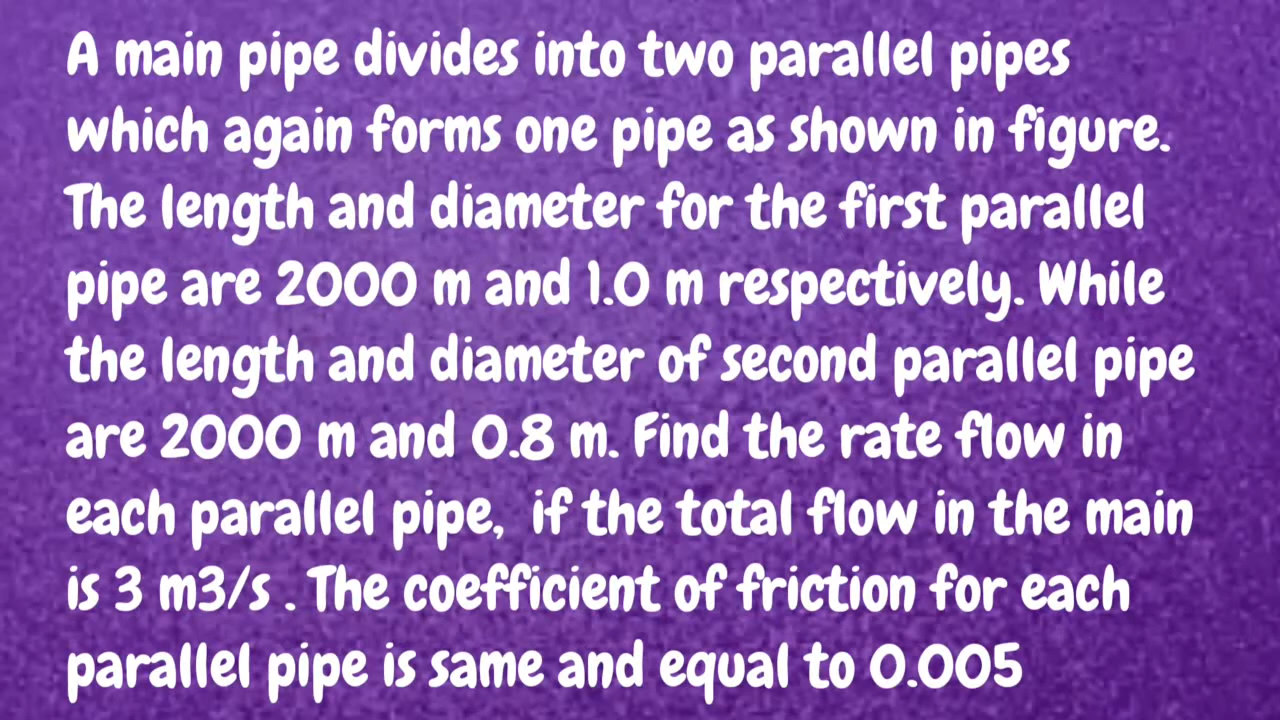 A main pipe divides into two parallel pipes
which again forms one pipe as shown in figure.
The length and diameter for the first parallel
pipe are 2000 m and 1.0 m respectively. While
the length and diameter of second parallel pipe
are 2000 m and 0.8 m. Find the rate flow in
each parallel pipe,  if the total flow in the main
is 3 m3/s . The coefficient of friction for each
parallel pipe is same and equal to 0.005